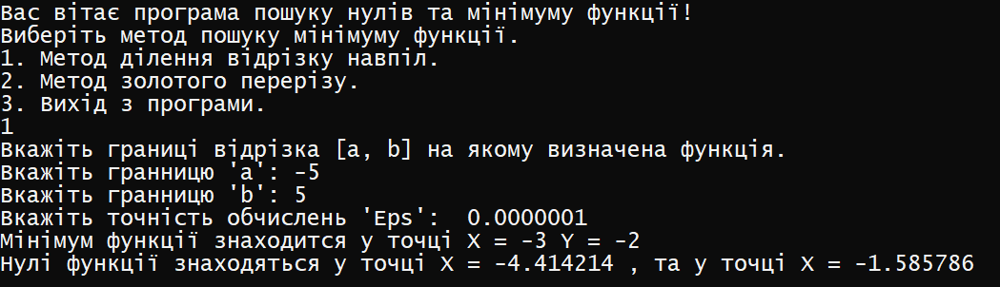 Вас вітає програма пошуку нулів та мінімуму функції!
Виберіть метод пошуку мінімуму функції.
1. Метод ділення відрізку навпіл.
2. Метод золотого перерізу.
3. Вихід з програми.
1
Вкажіть границі відрізка [a, b] на якому визначена функція.
Вкажіть гранницю 'a': -5
Вкажіть гранницю 'b': 5
Вкажіть точність обчислень 'Eps':  0.0000001
Мінімум функції знаходится у точці X = -3 Y = -2
Нулі функції знаходяться у точці X = -4.414214 , та у точці X = -1.585786